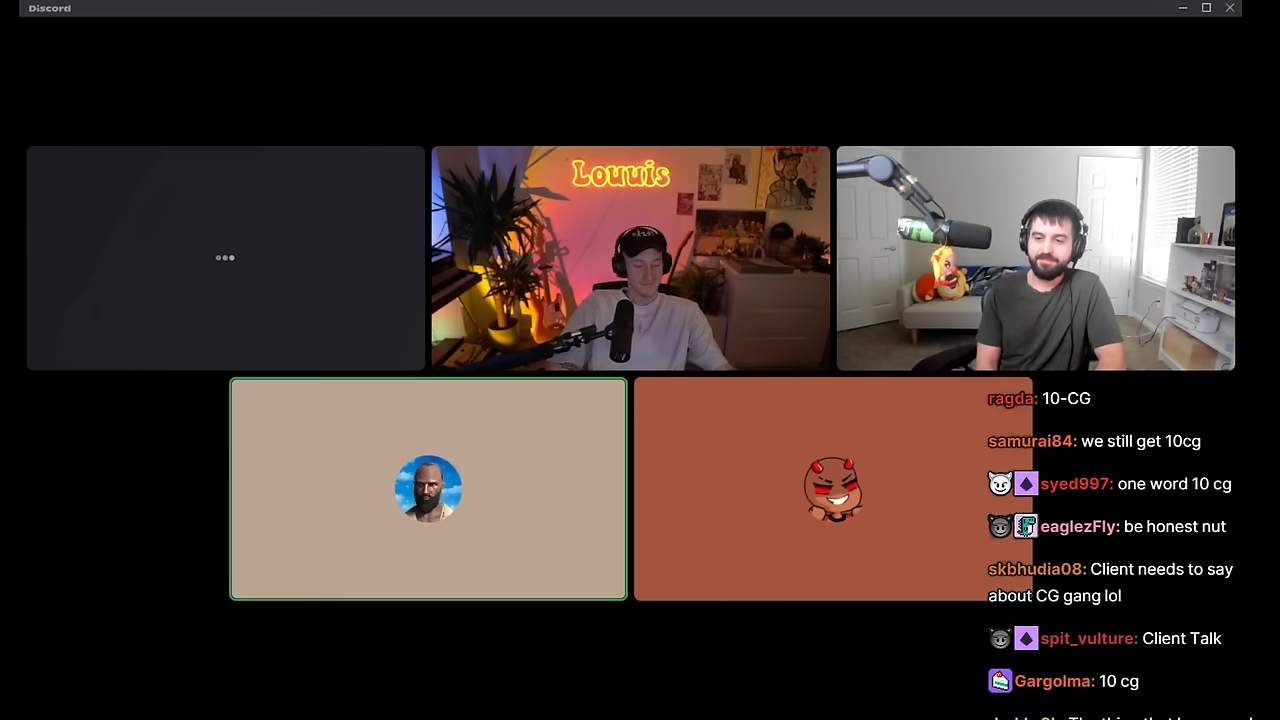 Discord
Louuis
ragda: 10-CG
samurai84: we still get 10cg
syed997: one word 10 cg
eaglezFly: be honest nut
skbhudia08: Client needs to say
about CG gang lol
spit_vulture: Client Talk
Gargolma: 10 cg